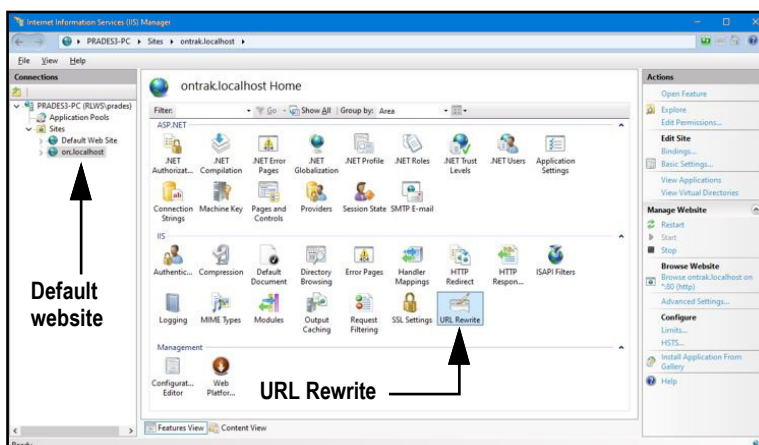 Internet Information Services (IIS) Manager
PRADES3-PC ▸ Sites ▸ ontrak.localhost ▸
File View Help
Connections
PRADES3-PC (RLWS\prades)
Application Pools
Sites
Default Web Site
on.localhost
Default
website
ontrak.localhost Home
Filter: Go Show All Group by: Area
ASP.NET
.NET Authorizat...
.NET Compilation
.NET Error Pages
.NET Globalization
.NET Profile
.NET Roles
.NET Trust Levels
.NET Users
Application Settings
Connection Strings
Machine Key
Pages and Controls
Providers
Session State
SMTP E-mail
IIS
Authentic...
Compression
Default Document
Directory Browsing
Error Pages
Handler Mappings
HTTP Redirect
HTTP Respon...
ISAPI Filters
Logging
MIME Types
Modules
Output Caching
Request Filtering
SSL Settings
URL Rewrite
Management
Configurat... Editor
Web Platfor...
URL Rewrite
Features View Content View
Actions
Open Feature
Explore
Edit Permissions...
Edit Site
Bindings...
Basic Settings...
View Applications
View Virtual Directories
Manage Website
Restart
Start
Stop
Browse Website
Browse ontrak.localhost on
*:80 (http)
Advanced Settings...
Configure
Limits...
HSTS...
Install Application From
Gallery
Help
Ready